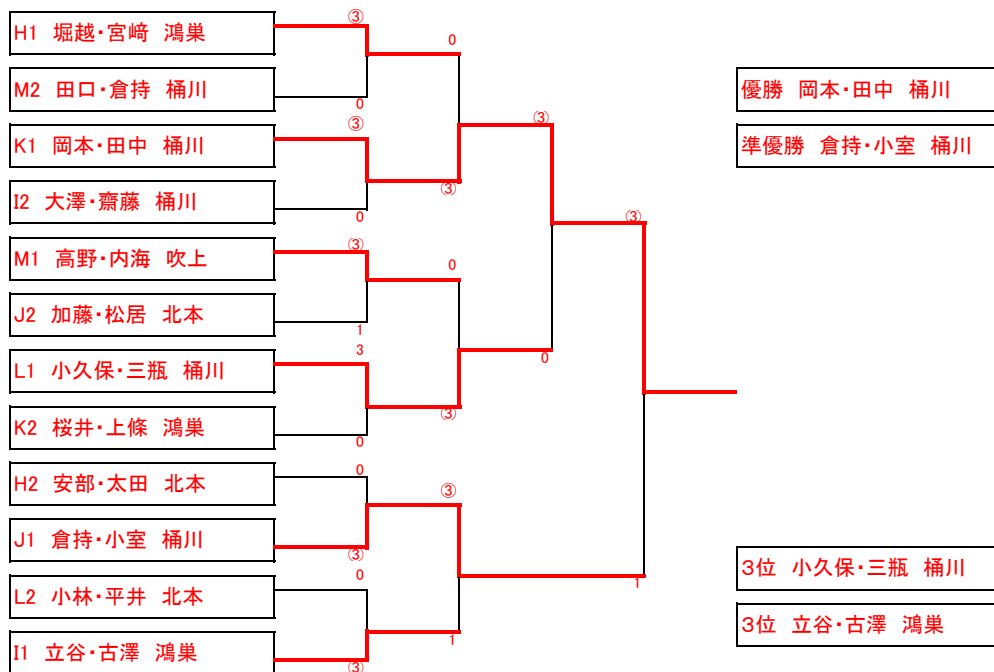 H1 堀越・宮﨑 鴻巣
③
0
M2 田口・倉持 桶川
0
優勝 岡本・田中 桶川
K1 岡本・田中 桶川
③
③
準優勝 倉持・小室 桶川
I2 大澤・齋藤 桶川
0
③
③
M1 高野・内海 吹上
③
0
J2 加藤・松居 北本
1
L1 小久保・三瓶 桶川
3
0
K2 桜井・上條 鴻巣
0
③
H2 安部・太田 北本
0
③
J1 倉持・小室 桶川
③
L2 小林・平井 北本
0
1
3位 小久保・三瓶 桶川
I1 立谷・古澤 鴻巣
③
1
3位 立谷・古澤 鴻巣